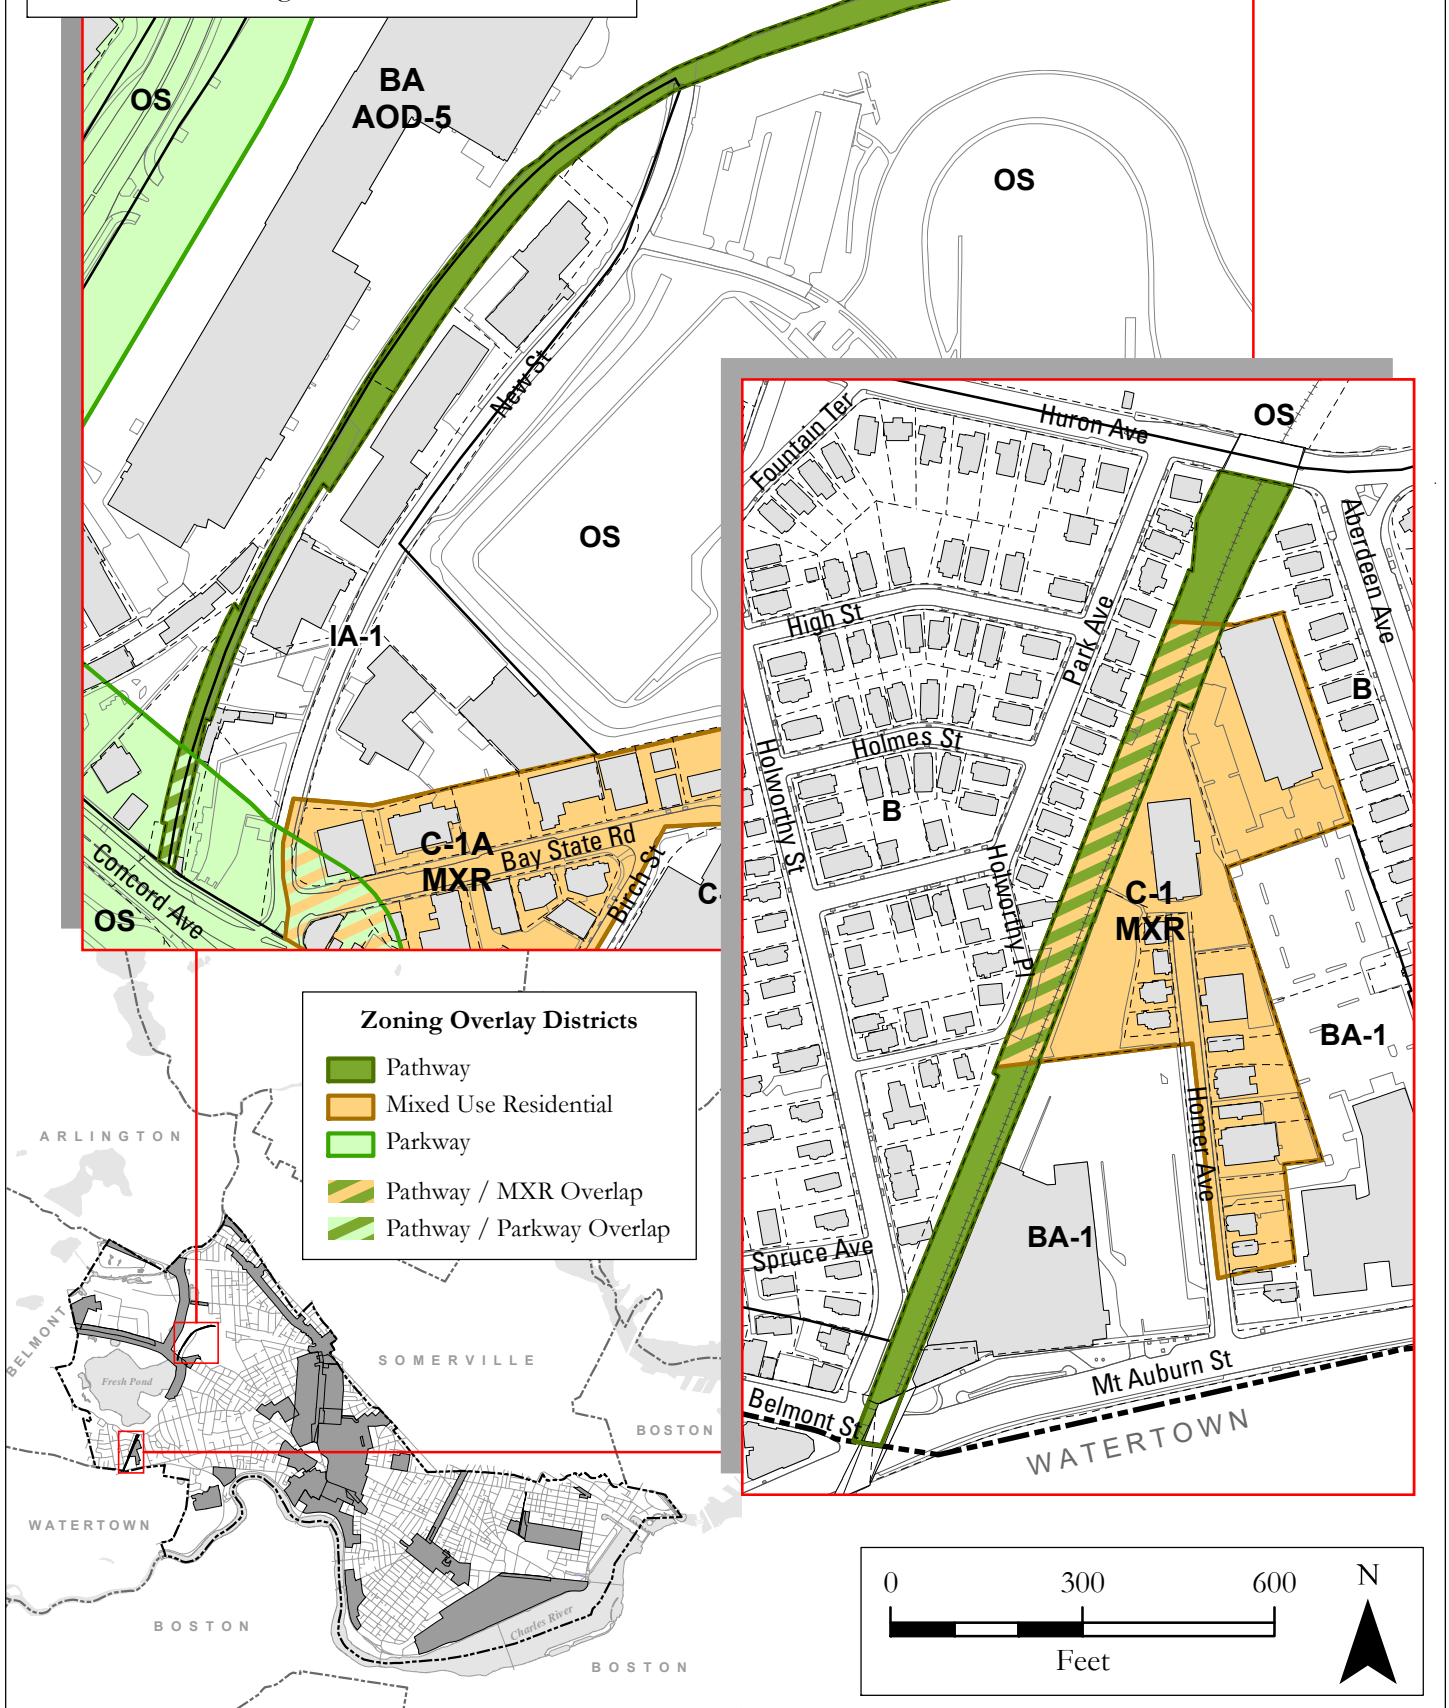 OS
BA
AOD-5
OS
New St
OS
IA-1
C-1A
MXR
Bay State Rd
Birch St
C-
Concord Ave
OS
Fountain Ter
Huron Ave
OS
Aberdeen Ave
High St
Park Ave
B
Holmes St
Holworthy St
B
Holworthy Pl
C-1
MXR
BA-1
Homer Ave
BA-1
Spruce Ave
Mt Auburn St
Belmont St
WATERTOWN
Zoning Overlay Districts
Pathway
Mixed Use Residential
Parkway
Pathway / MXR Overlap
Pathway / Parkway Overlap
ARLINGTON
BELMONT
SOMERVILLE
Fresh Pond
BOSTON
WATERTOWN
BOSTON
Charles River
BOSTON
0 300 600
Feet
N